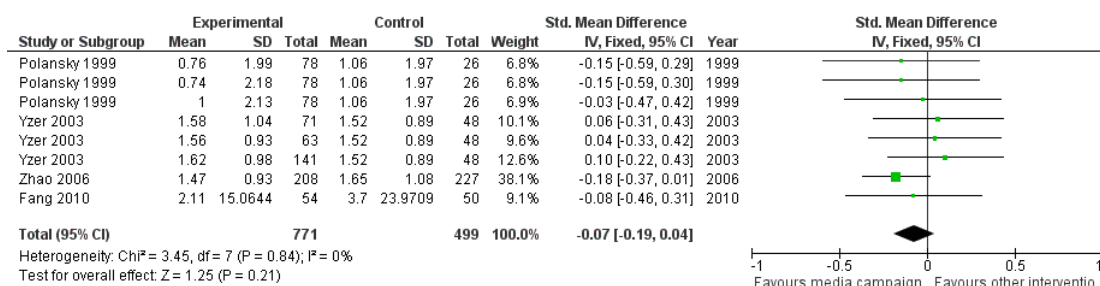 Experimental Control Std. Mean Difference Std. Mean Difference
Study or Subgroup Mean SD Total Mean SD Total Weight IV, Fixed, 95% CI Year IV, Fixed, 95% CI
Polansky 1999 0.76 1.99 78 1.06 1.97 26 6.8% -0.15 [-0.59, 0.29] 1999
Polansky 1999 0.74 2.18 78 1.06 1.97 26 6.8% -0.15 [-0.59, 0.30] 1999
Polansky 1999 1 2.13 78 1.06 1.97 26 6.8% -0.03 [-0.47, 0.42] 1999
Yzer 2003 1.58 1.04 71 1.52 0.89 48 10.1% 0.06 [-0.31, 0.43] 2003
Yzer 2003 1.56 0.93 63 1.52 0.89 48 9.6% 0.04 [-0.33, 0.42] 2003
Yzer 2003 1.62 0.98 141 1.52 0.89 48 12.6% 0.10 [-0.22, 0.43] 2003
Zhao 2006 1.47 0.93 208 1.65 1.08 227 38.1% -0.18 [-0.37, 0.01] 2006
Fang 2010 2.11 15.0644 54 3.7 23.9709 50 9.1% -0.08 [-0.46, 0.31] 2010
Total (95% CI) 771 499 100.0% -0.07 [-0.19, 0.04]
Heterogeneity: Chi² = 3.45, df = 7 (P = 0.84); I² = 0%
Test for overall effect: Z = 1.25 (P = 0.21)
-1 -0.5 0 0.5 1
Favours media campaign Favours other interventio